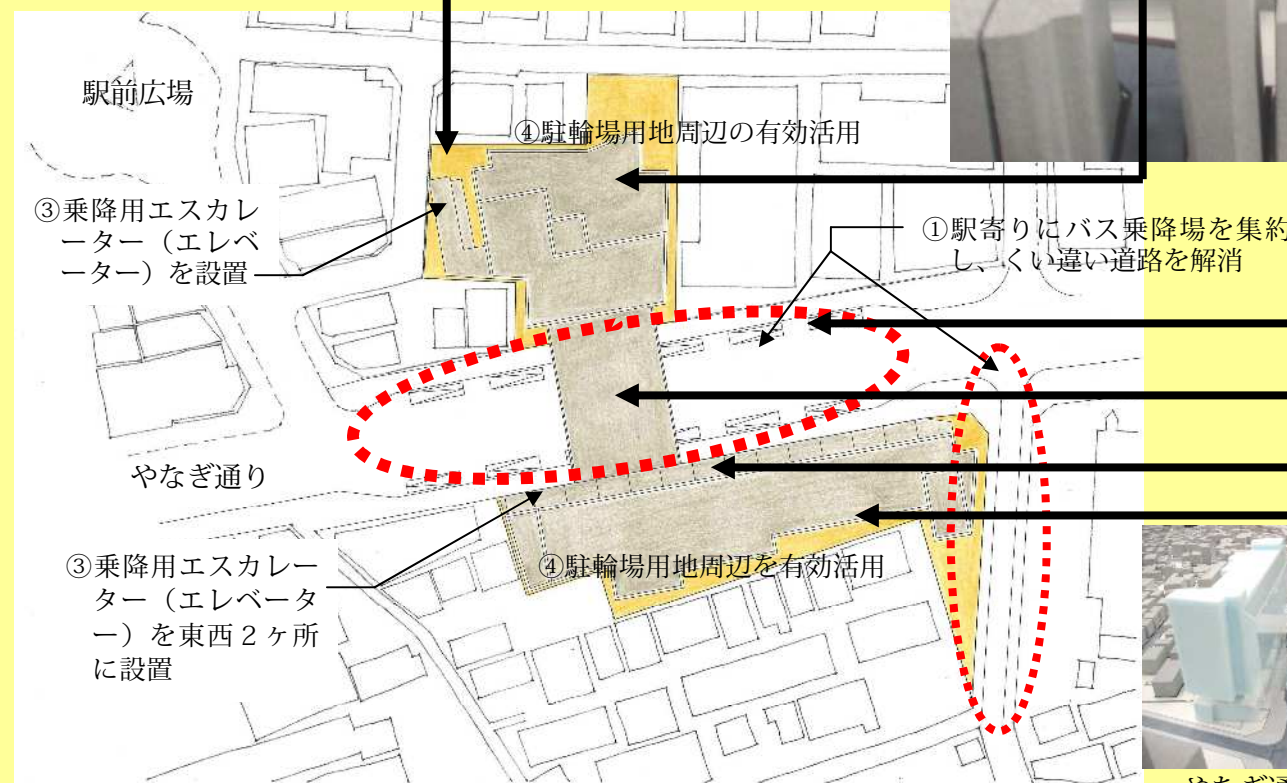 駅前広場
④駐輪場用地周辺の有効活用
③乗降用エスカレ
ーター（エレベ
ーター）を設置
①駅寄りにバス乗降場を集約
し、くい違い道路を解消
やなぎ通り
③乗降用エスカレー
ター（エレベータ
ー）を東西２ヶ所
に設置
④駐輪場用地周辺を有効活用